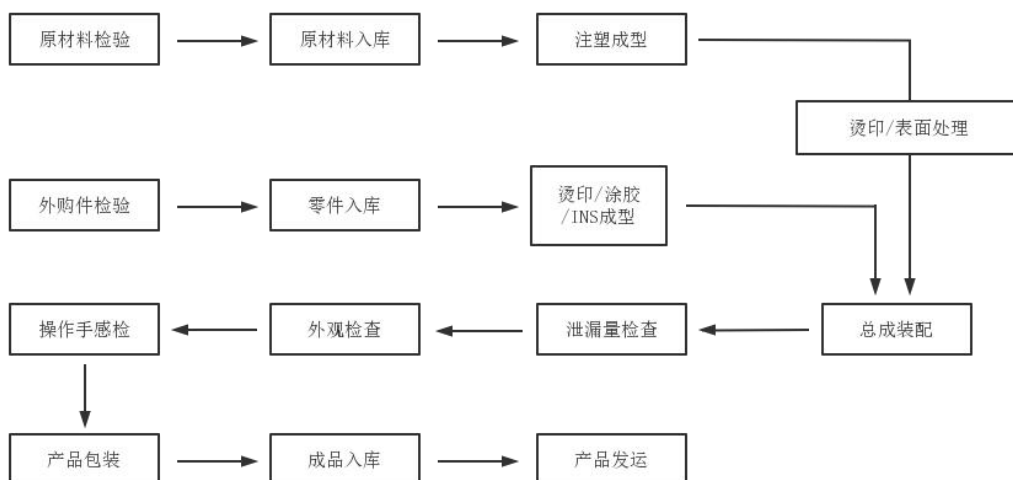 原材料检验
原材料入库
注塑成型
烫印/表面处理
外购件检验
零件入库
烫印/涂胶
/INS成型
操作手感检
外观检查
泄漏量检查
总成装配
产品包装
成品入库
产品发运